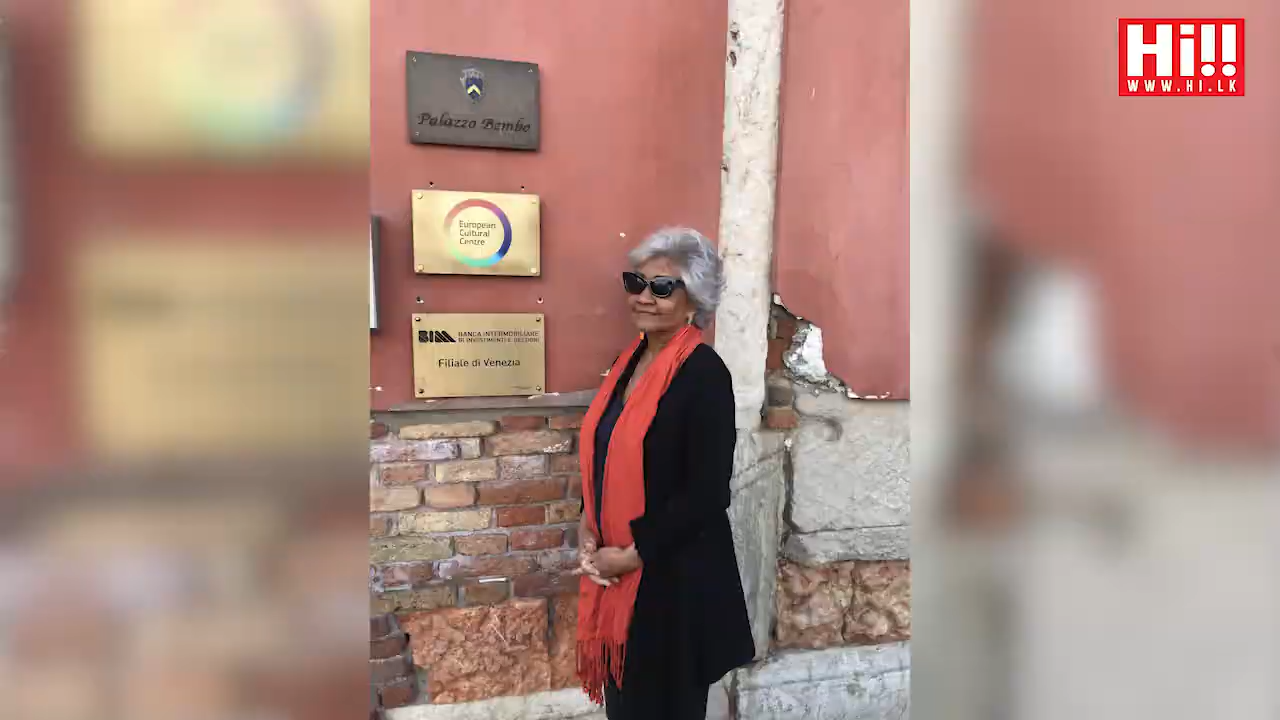 Hi!!
WWW.HI.LK
Palazzo Bembo
European
Cultural
Centre
BIM BANCA INTERMOBILIARE
DI INVESTIMENTI E GESTIONI
Filiale di Venezia